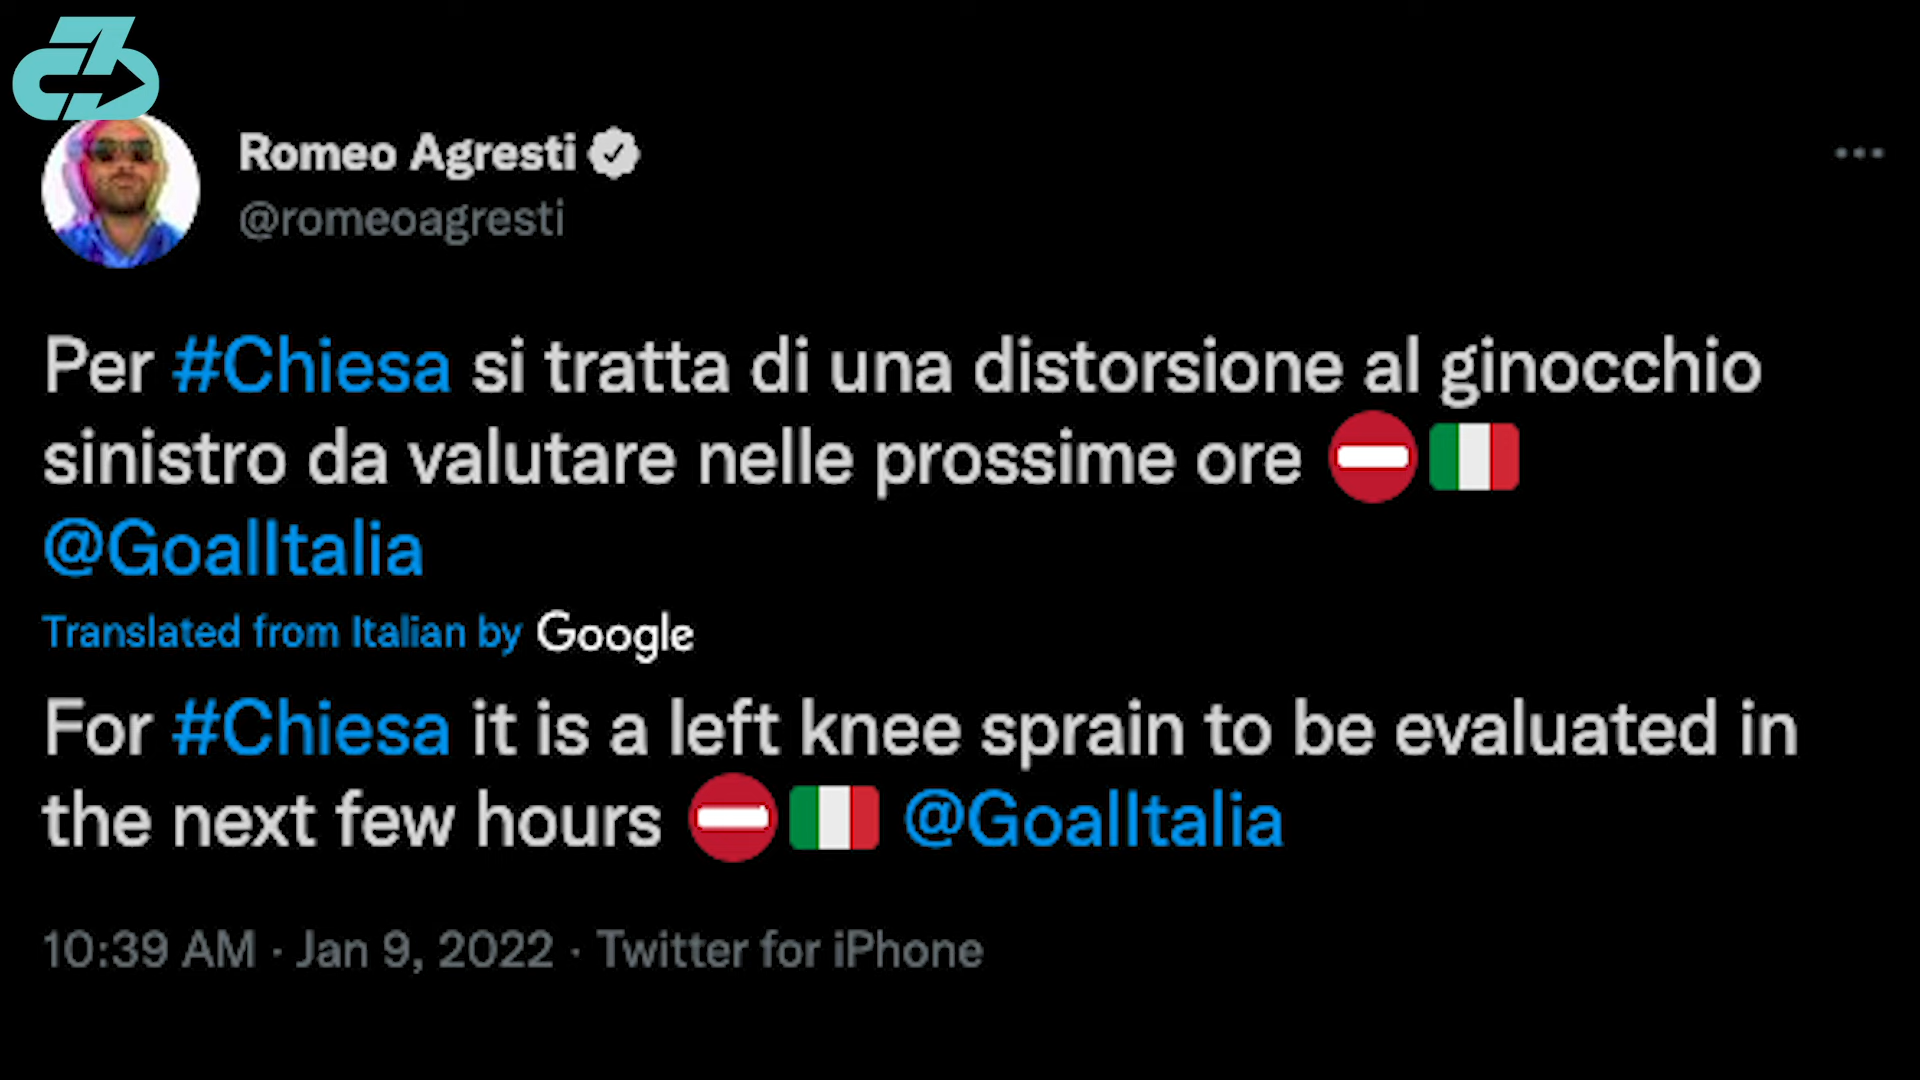 Romeo Agresti
@romeoagresti
Per #Chiesa si tratta di una distorsione al ginocchio
sinistro da valutare nelle prossime ore ⛔🇮🇹
@GoalItalia
Translated from Italian by Google
For #Chiesa it is a left knee sprain to be evaluated in
the next few hours ⛔🇮🇹 @GoalItalia
10:39 AM · Jan 9, 2022 · Twitter for iPhone